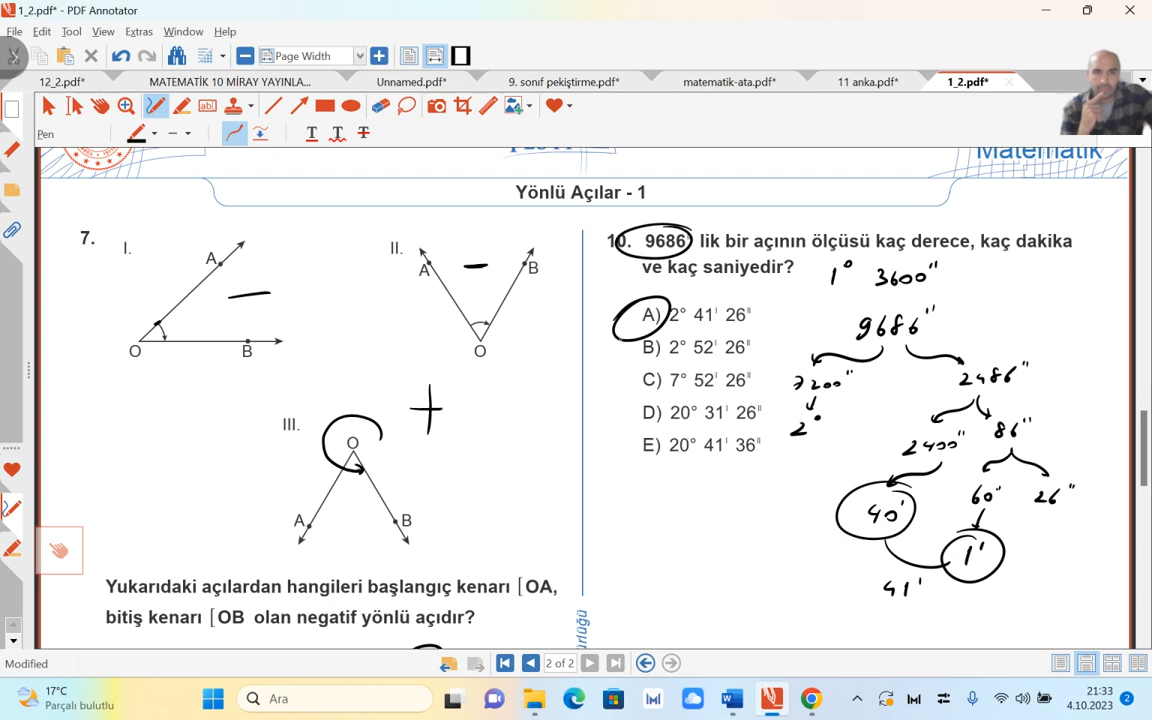 1_2.pdf* - PDF Annotator
File Edit Tool View Extras Window Help
Page Width
12_2.pdf* MATEMATİK 10 MİRAY YAYINLA... Unnamed.pdf* 9. sınıf pekiştirme.pdf* matematik-ata.pdf* 11 anka.pdf* 1_2.pdf*
Pen
Matematik
Yönlü Açılar - 1
7.
I.
A
O
B
II.
A
B
O
−
−
III.
O
A
B
+
Yukarıdaki açılardan hangileri başlangıç kenarı [OA,
bitiş kenarı [OB olan negatif yönlü açıdır?
10. 9686 lik bir açının ölçüsü kaç derece, kaç dakika
ve kaç saniyedir?
A) 2° 41' 26"
B) 2° 52' 26"
C) 7° 52' 26"
D) 20° 31' 26"
E) 20° 41' 36"
1° 3600"
9686"
7200" 2486"
2° 2400" 86"
40' 60" 26"
1'
41'
Modified
2 of 2
17°C
Parçalı bulutlu
Ara
21:33
4.10.2023
2